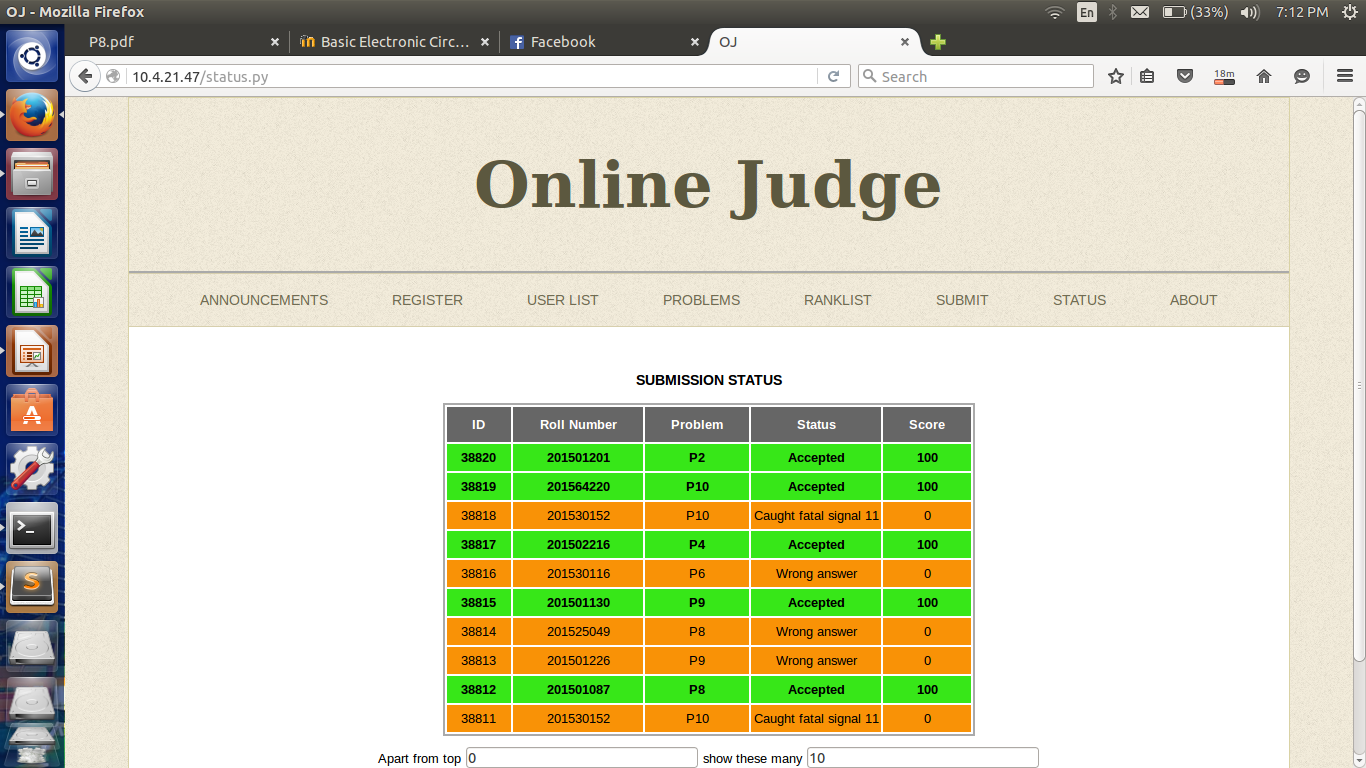 OJ - Mozilla Firefox
En
(33%)
7:12 PM
P8.pdf
Basic Electronic Circ...
Facebook
OJ
10.4.21.47/status.py
Search
18m
Online Judge
ANNOUNCEMENTS REGISTER USER LIST PROBLEMS RANKLIST SUBMIT STATUS ABOUT
SUBMISSION STATUS
ID Roll Number Problem Status Score
38820 201501201 P2 Accepted 100
38819 201564220 P10 Accepted 100
38818 201530152 P10 Caught fatal signal 11 0
38817 201502216 P4 Accepted 100
38816 201530116 P6 Wrong answer 0
38815 201501130 P9 Accepted 100
38814 201525049 P8 Wrong answer 0
38813 201501226 P9 Wrong answer 0
38812 201501087 P8 Accepted 100
38811 201530152 P10 Caught fatal signal 11 0
Apart from top 0 show these many 10